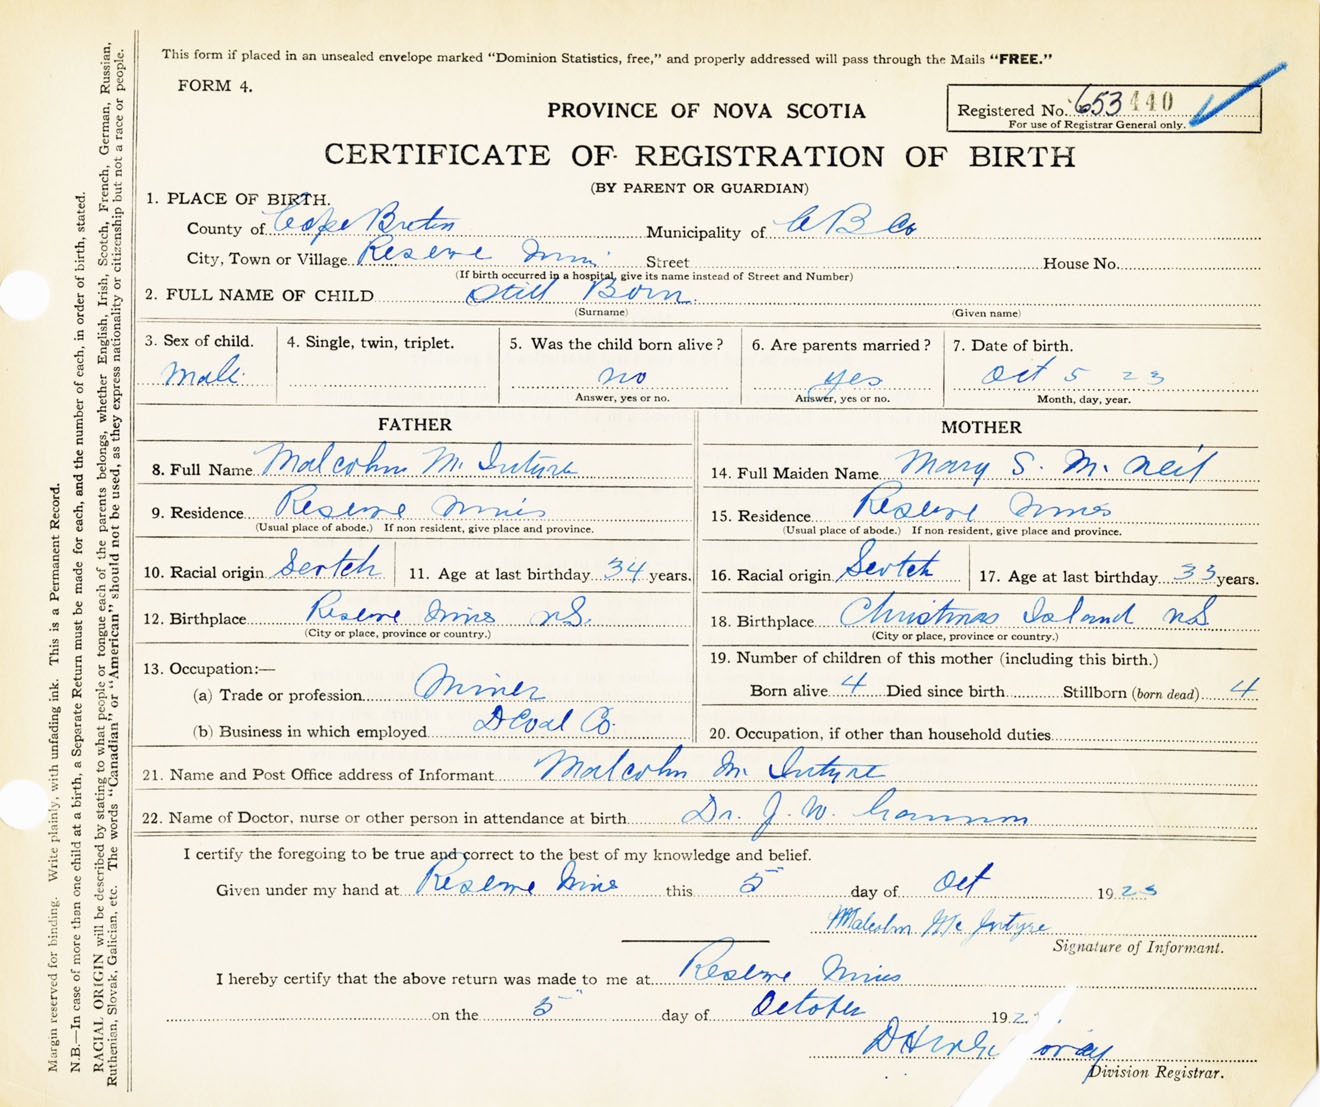 This form if placed in an unsealed envelope marked "Dominion Statistics, free," and properly addressed will pass through the Mails "FREE."
FORM 4.
PROVINCE OF NOVA SCOTIA
Registered No. 653 440
For use of Registrar General only.
CERTIFICATE OF REGISTRATION OF BIRTH
(BY PARENT OR GUARDIAN)
1. PLACE OF BIRTH.
County of Cape Breton Municipality of C B Co
City, Town or Village Reserve Mines Street House No.
(If birth occurred in a hospital, give its name instead of Street and Number)
2. FULL NAME OF CHILD Still Born
(Surname) (Given name)
3. Sex of child. 4. Single, twin, triplet. 5. Was the child born alive? 6. Are parents married? 7. Date of birth.
Male no yes Oct 5 23
Answer, yes or no. Answer, yes or no. Month, day, year.
FATHER MOTHER
8. Full Name Malcolm Mc Intyre 14. Full Maiden Name Mary S. Mc Neil
9. Residence Reserve Mines 15. Residence Reserve Mines
(Usual place of abode.) If non resident, give place and province. (Usual place of abode.) If non-resident, give place and province.
10. Racial origin Scotch 11. Age at last birthday 34 years. 16. Racial origin Scotch 17. Age at last birthday 33 years.
12. Birthplace Reserve Mines N.S. 18. Birthplace Christmas Island N.S
(City or place, province or country.) (City or place, province or country.)
13. Occupation:— 19. Number of children of this mother (including this birth.)
(a) Trade or profession Miner Born alive 4 Died since birth Stillborn (born dead) 4
(b) Business in which employed D Coal Co. 20. Occupation, if other than household duties
21. Name and Post Office address of Informant Malcolm Mc Intyre
22. Name of Doctor, nurse or other person in attendance at birth Dr. J. W.
I certify the foregoing to be true and correct to the best of my knowledge and belief.
Given under my hand at Reserve Mines this 5 day of Oct 1923
Malcolm Mc Intyre
Signature of Informant.
I hereby certify that the above return was made to me at Reserve Mines
on the 5 day of October 192
Division Registrar.
Margin reserved for binding. Write plainly, with unfading ink. This is a Permanent Record.
N.B.—In case of more than one child at a birth, a Separate Return must be made for each, and the number of each, in order of birth, stated.
RACIAL ORIGIN will be described by stating to what people or tongue each of the parents belongs, whether English, Irish, Scotch, French, German, Russian,
Ruthenian, Slovak, Galician, etc. The words "Canadian" or "American" should not be used, as they express nationality or citizenship but not a race or people.